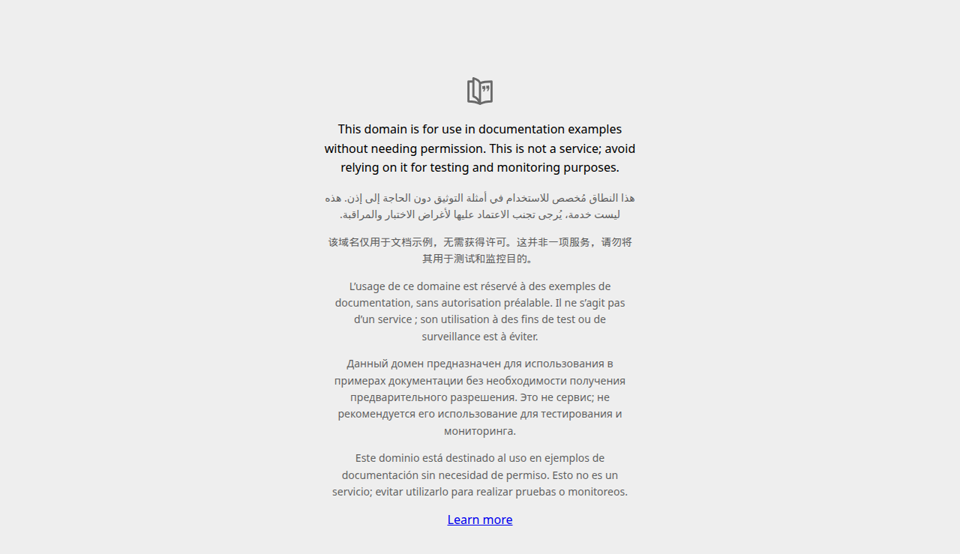 This domain is for use in documentation examples
without needing permission. This is not a service; avoid
relying on it for testing and monitoring purposes.
هذا النطاق مُخصص للاستخدام في أمثلة التوثيق دون الحاجة إلى إذن. هذه
ليست خدمة، يُرجى تجنب الاعتماد عليها لأغراض الاختبار والمراقبة.
该域名仅用于文档示例，无需获得许可。这并非一项服务，请勿将
其用于测试和监控目的。
L'usage de ce domaine est réservé à des exemples de
documentation, sans autorisation préalable. Il ne s'agit pas
d'un service ; son utilisation à des fins de test ou de
surveillance est à éviter.
Данный домен предназначен для использования в
примерах документации без необходимости получения
предварительного разрешения. Это не сервис; не
рекомендуется его использование для тестирования и
мониторинга.
Este dominio está destinado al uso en ejemplos de
documentación sin necesidad de permiso. Esto no es un
servicio; evitar utilizarlo para realizar pruebas o monitoreos.
Learn more